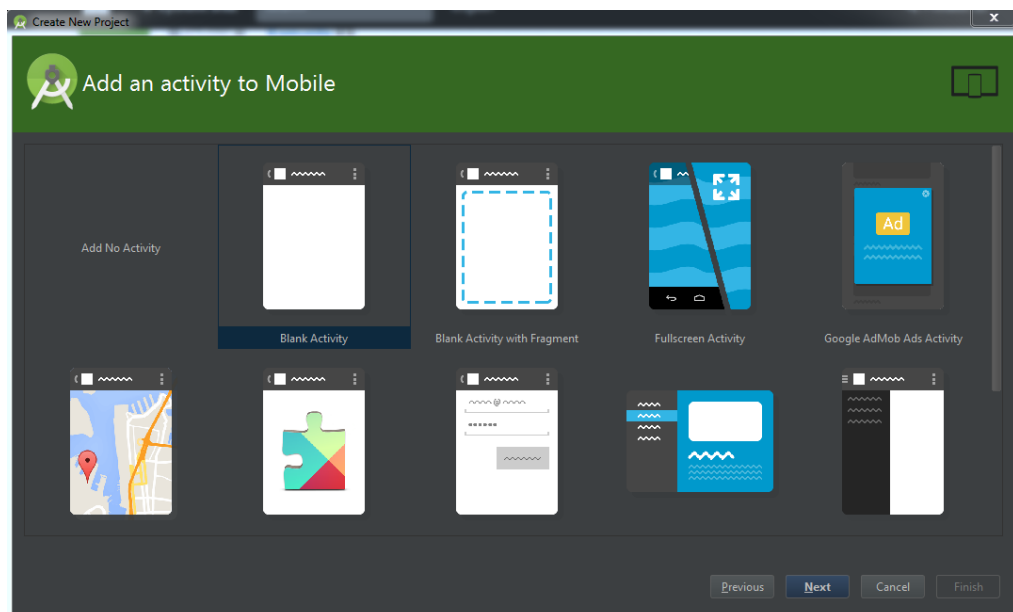 Create New Project
Add an activity to Mobile
Add No Activity
Blank Activity
Blank Activity with Fragment
Fullscreen Activity
Ad
Google AdMob Ads Activity
Previous
Next
Cancel
Finish